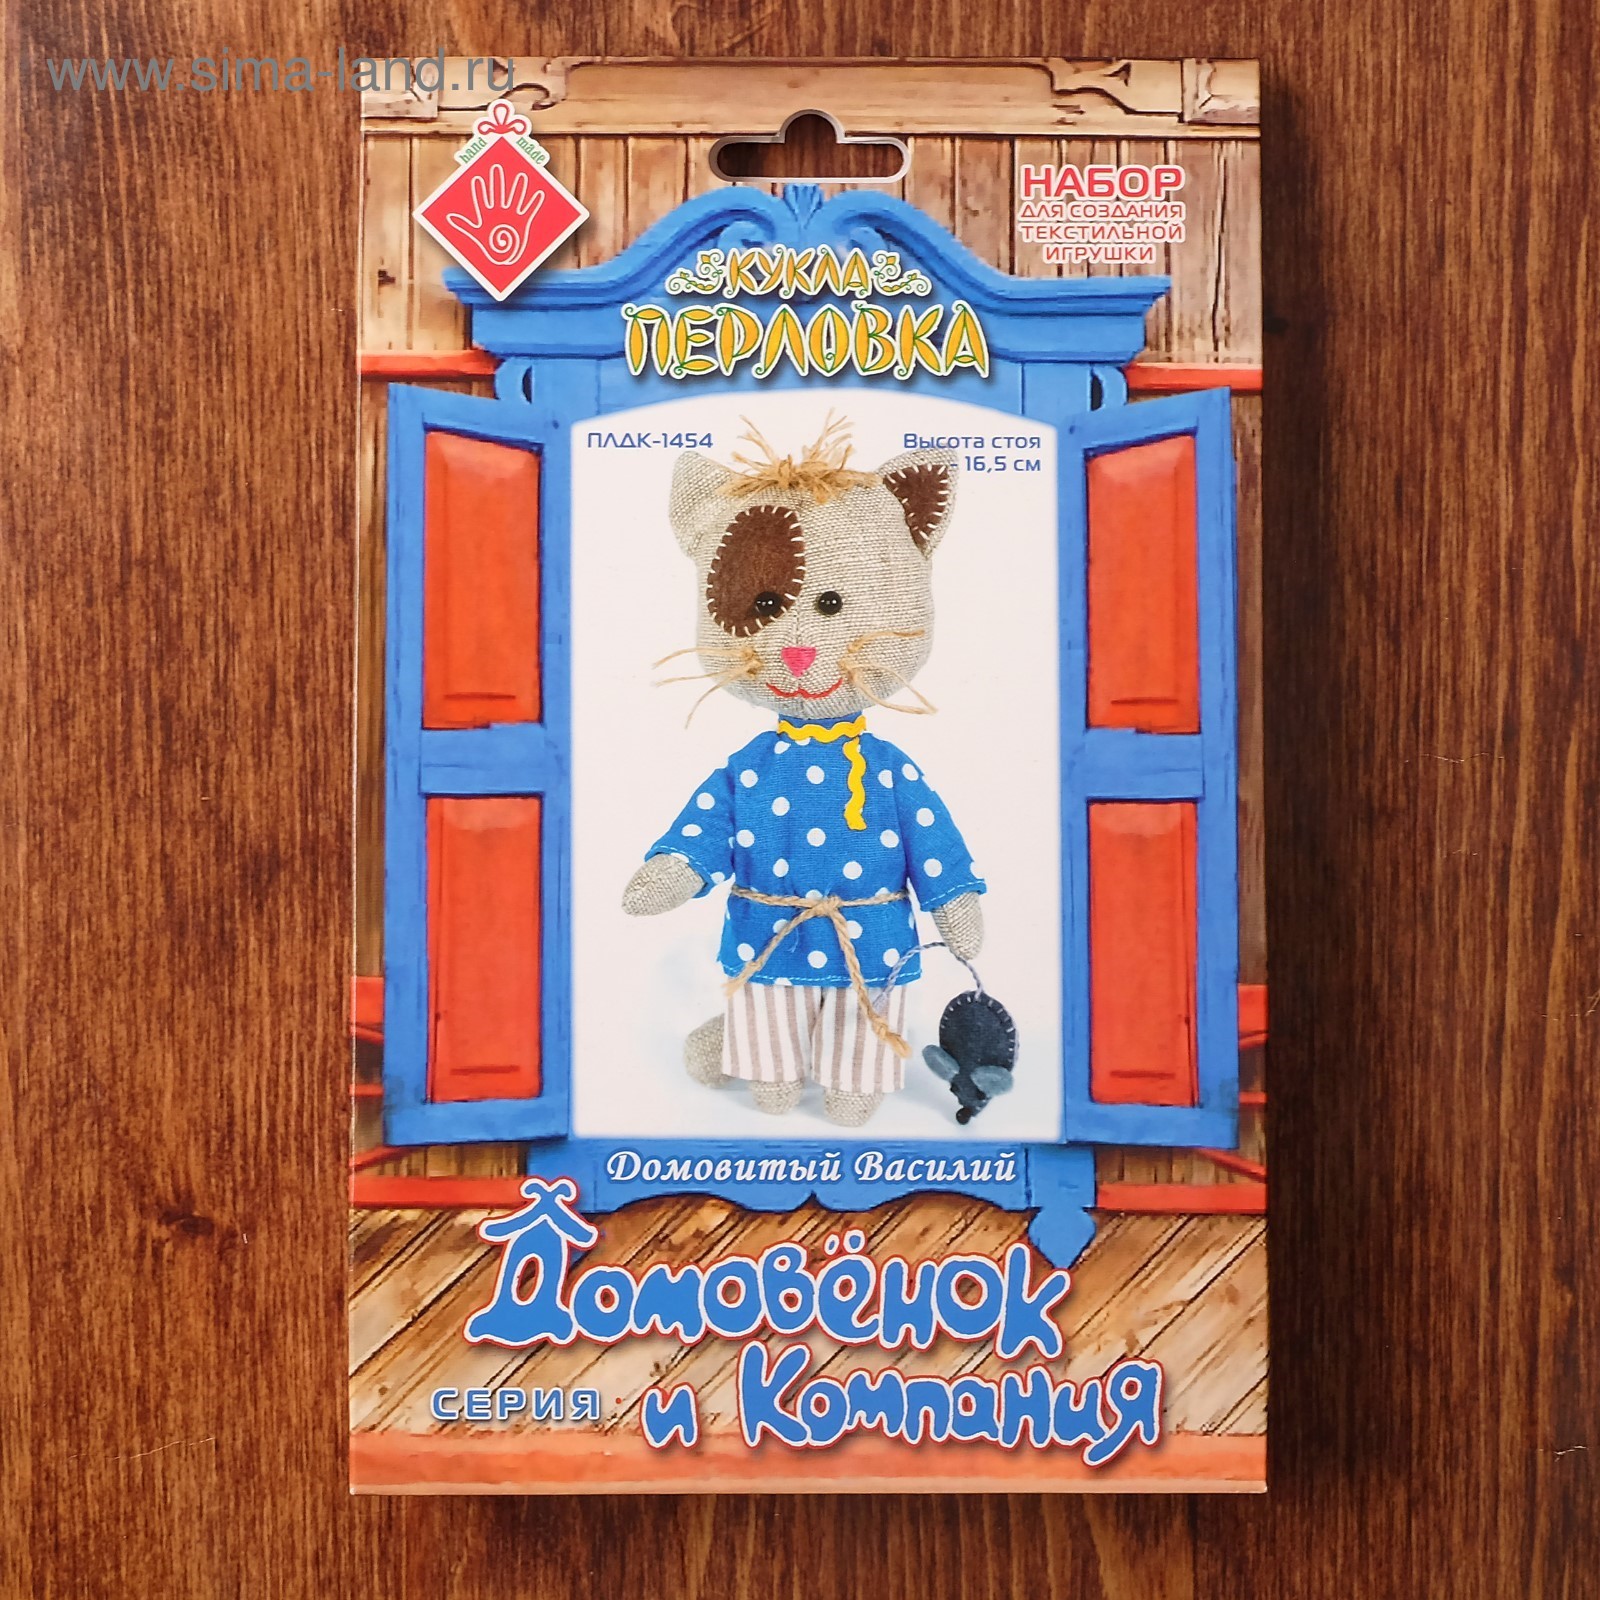 www.sima-land.ru
hand made
НАБОР
ДЛЯ СОЗДАНИЯ
ТЕКСТИЛЬНОЙ
ИГРУШКИ
КУКЛА
ПЕРЛОВКА
ПЛДК-1454
Высота стоя
- 16,5 см
Домовитый Василий
Домовёнок
СЕРИЯ и Компания